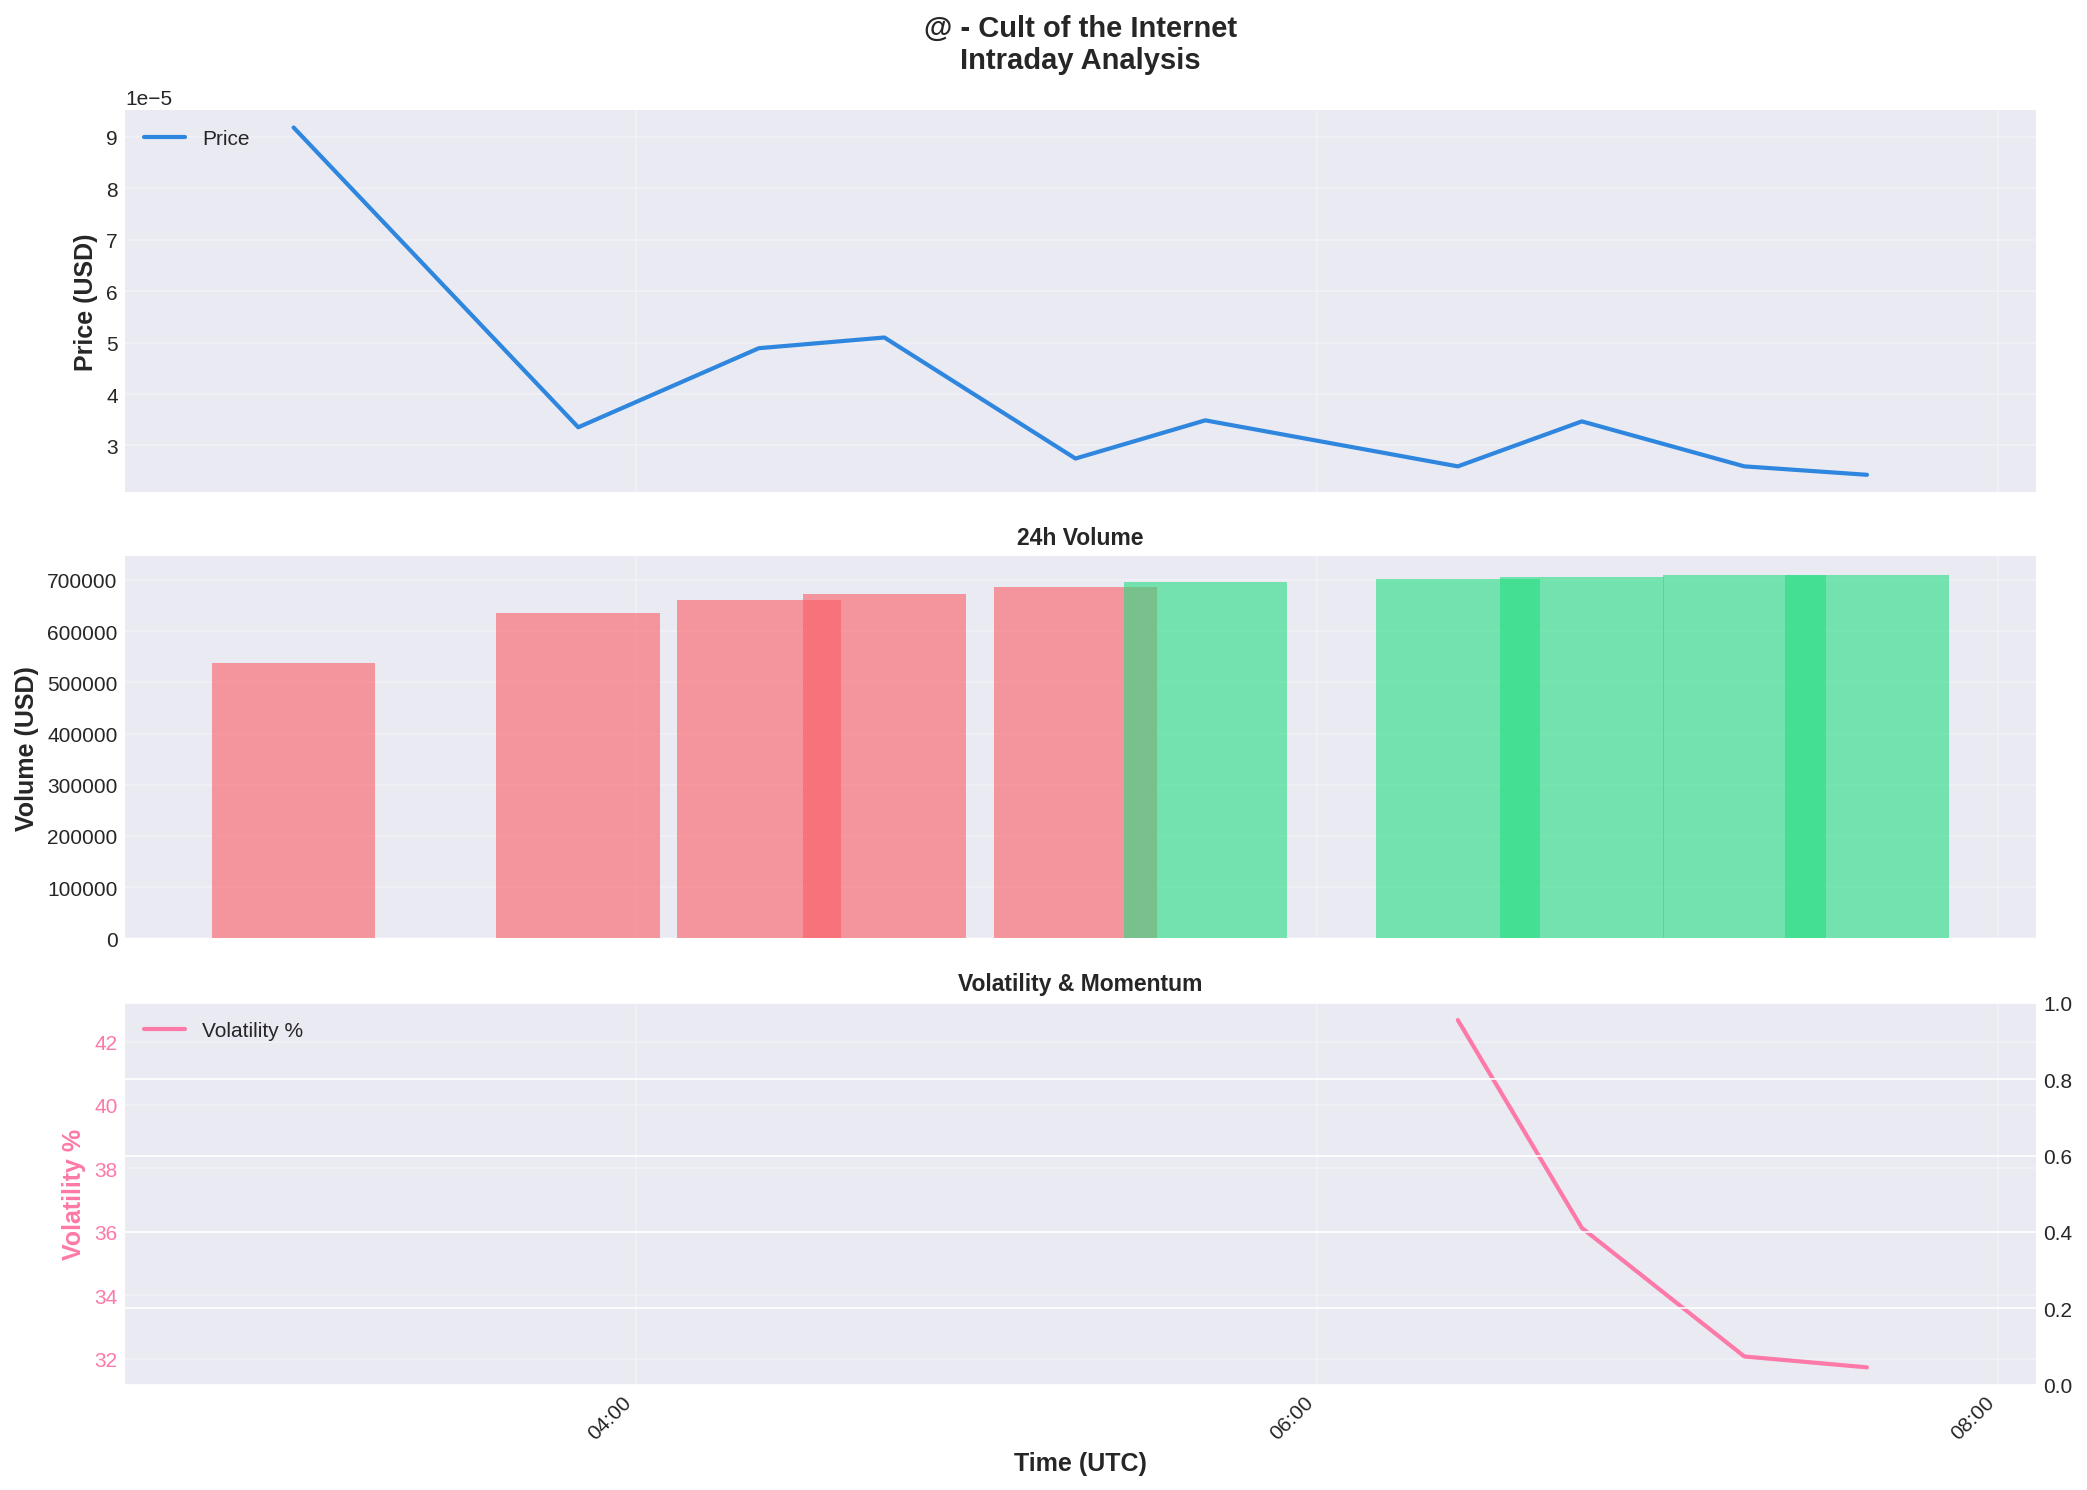 @ - Cult of the Internet
Intraday Analysis
1e−5
Price
9
8
7
6
5
4
3
Price (USD)
24h Volume
700000
600000
500000
400000
300000
200000
100000
0
Volume (USD)
Volatility & Momentum
Volatility %
42
40
38
36
34
32
Volatility %
1.0
0.8
0.6
0.4
0.2
0.0
04:00
06:00
08:00
Time (UTC)